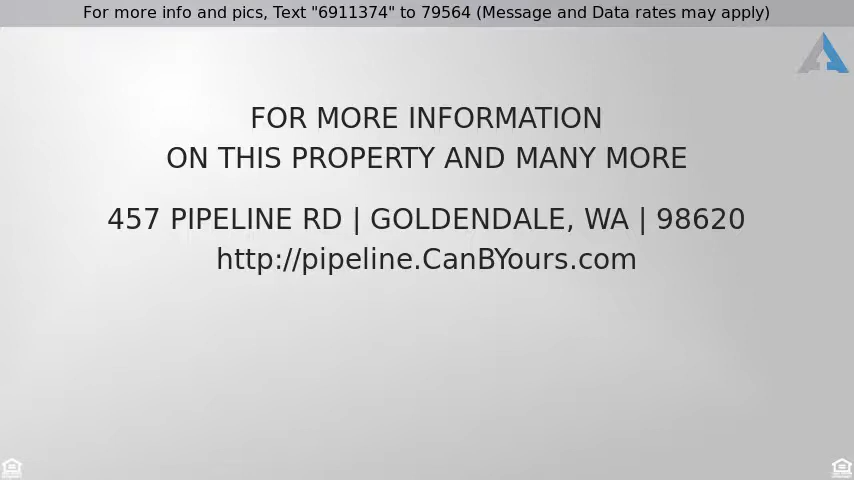 For more info and pics, Text "6911374" to 79564 (Message and Data rates may apply)
FOR MORE INFORMATION
ON THIS PROPERTY AND MANY MORE
457 PIPELINE RD | GOLDENDALE, WA | 98620
http://pipeline.CanBYours.com